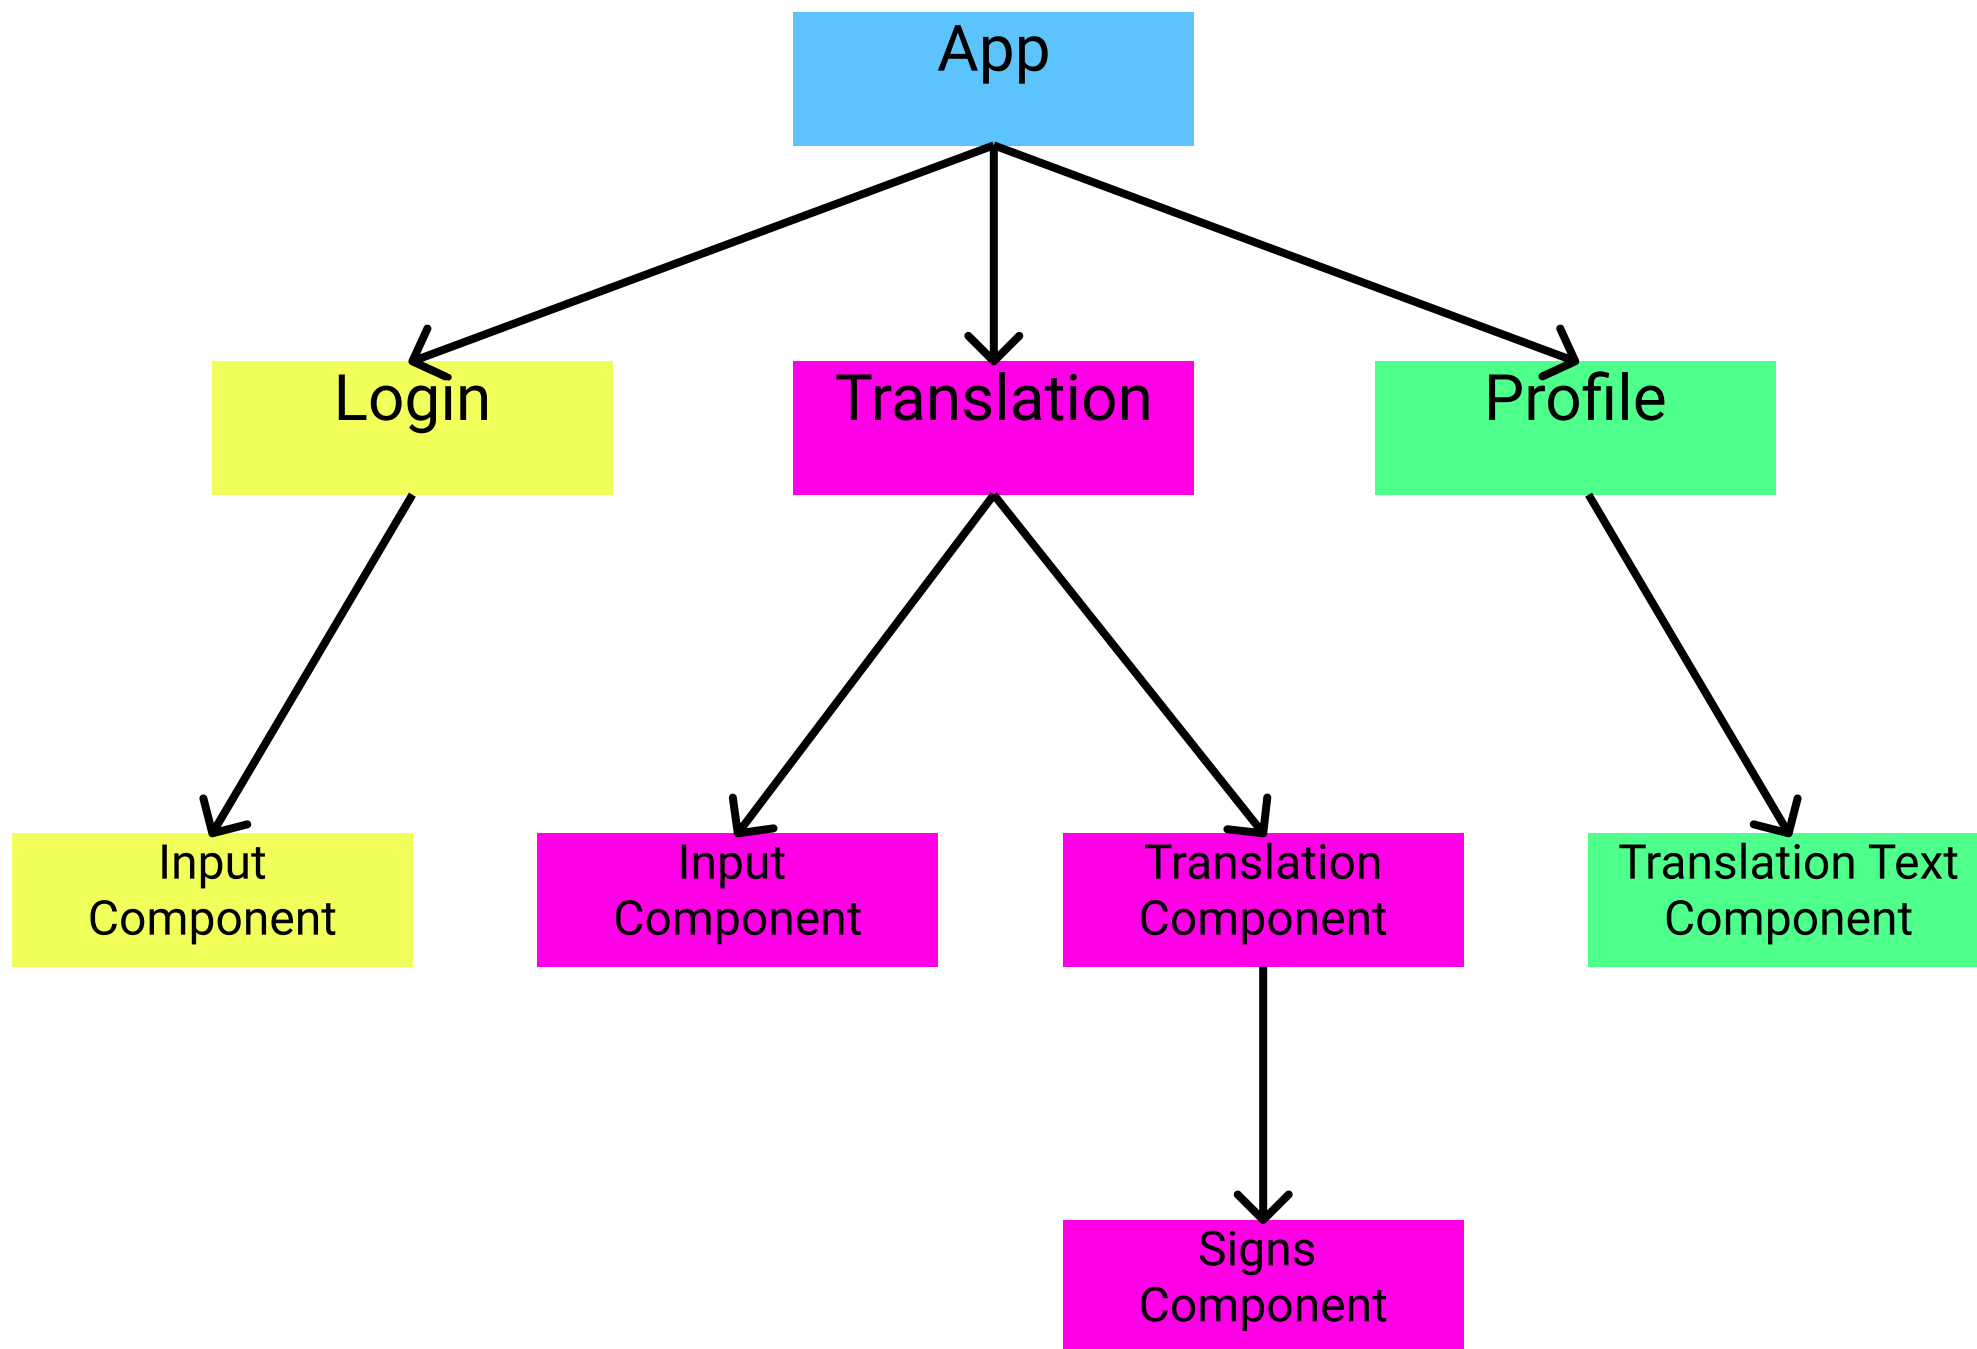 App
Login
Translation
Profile
Input
Component
Input
Component
Translation
Component
Translation Text
Component
Signs
Component